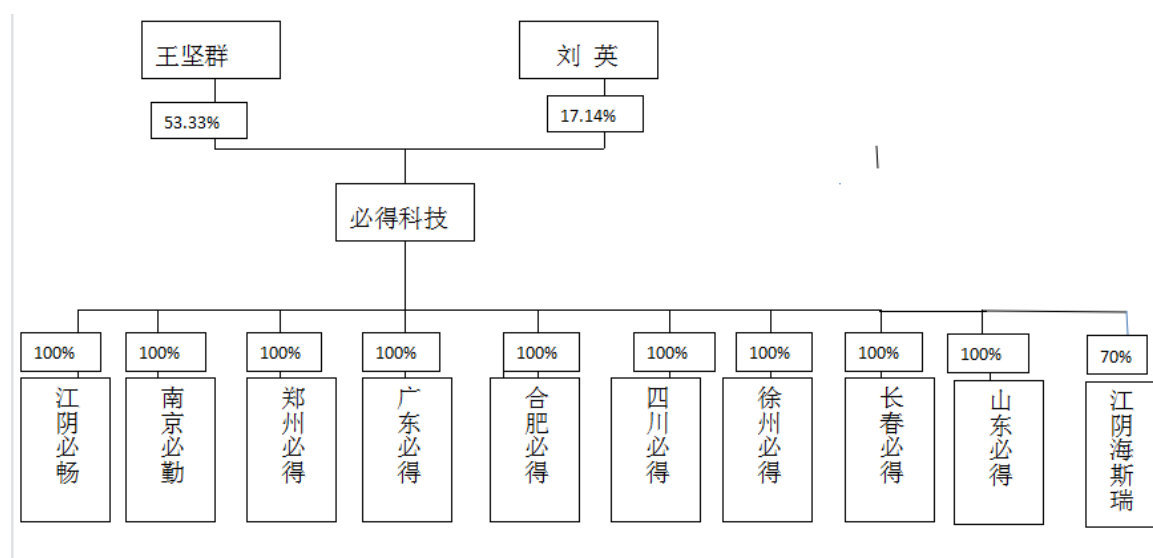 王坚群
刘 英
53.33%
17.14%
必得科技
100%
100%
100%
100%
100%
100%
100%
100%
100%
70%
江阴必畅
南京必勤
郑州必得
广东必得
合肥必得
四川必得
徐州必得
长春必得
山东必得
江阴海斯瑞